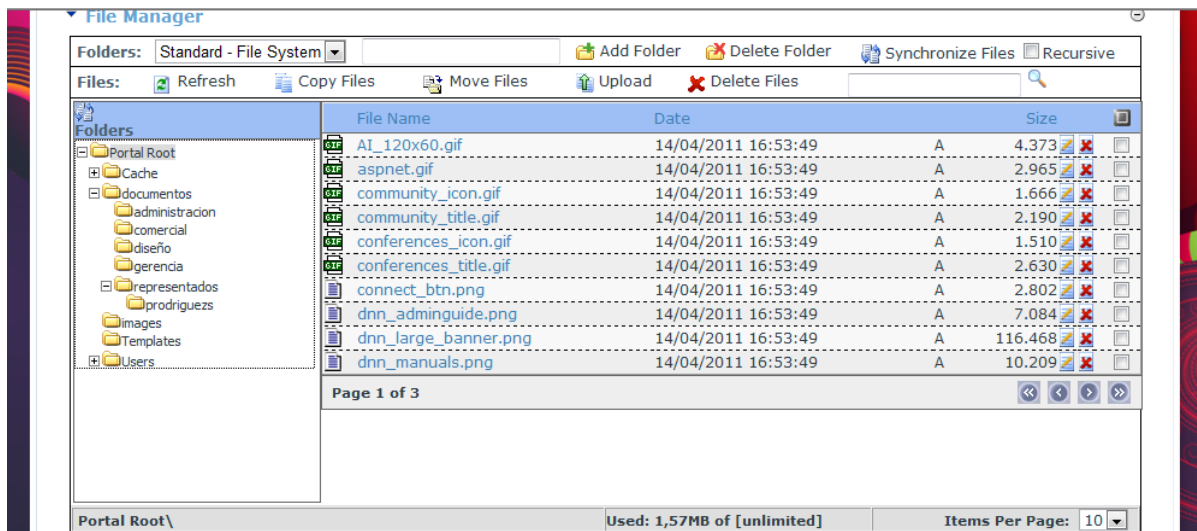 File Manager
Folders: Standard - File System Add Folder Delete Folder Synchronize Files Recursive
Files: Refresh Copy Files Move Files Upload Delete Files
Folders
File Name Date Size
Portal Root
Cache
documentos
administracion
comercial
diseño
gerencia
representados
prodriguezs
images
Templates
Users
GIF AI_120x60.gif 14/04/2011 16:53:49 A 4.373
GIF aspnet.gif 14/04/2011 16:53:49 A 2.965
GIF community_icon.gif 14/04/2011 16:53:49 A 1.666
GIF community_title.gif 14/04/2011 16:53:49 A 2.190
GIF conferences_icon.gif 14/04/2011 16:53:49 A 1.510
GIF conferences_title.gif 14/04/2011 16:53:49 A 2.630
connect_btn.png 14/04/2011 16:53:49 A 2.802
dnn_adminguide.png 14/04/2011 16:53:49 A 7.084
dnn_large_banner.png 14/04/2011 16:53:49 A 116.468
dnn_manuals.png 14/04/2011 16:53:49 A 10.209
Page 1 of 3
Portal Root\ Used: 1,57MB of [unlimited] Items Per Page: 10